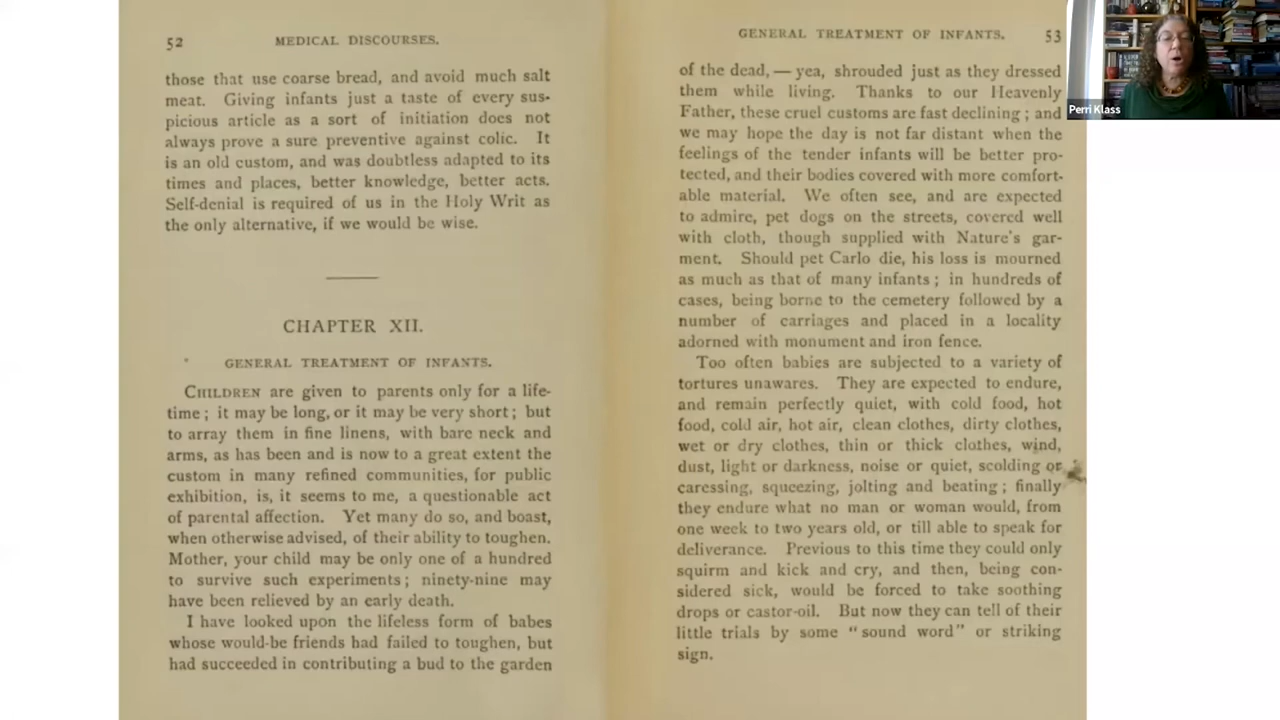 52
MEDICAL DISCOURSES.
those that use coarse bread, and avoid much salt
meat. Giving infants just a taste of every sus-
picious article as a sort of initiation does not
always prove a sure preventive against colic. It
is an old custom, and was doubtless adapted to its
times and places, better knowledge, better acts.
Self-denial is required of us in the Holy Writ as
the only alternative, if we would be wise.
CHAPTER XII.
GENERAL TREATMENT OF INFANTS.
CHILDREN are given to parents only for a life-
time; it may be long, or it may be very short; but
to array them in fine linens, with bare neck and
arms, as has been and is now to a great extent the
custom in many refined communities, for public
exhibition, is, it seems to me, a questionable act
of parental affection. Yet many do so, and boast,
when otherwise advised, of their ability to toughen.
Mother, your child may be only one of a hundred
to survive such experiments; ninety-nine may
have been relieved by an early death.
I have looked upon the lifeless form of babes
whose would-be friends had failed to toughen, but
had succeeded in contributing a bud to the garden
GENERAL TREATMENT OF INFANTS.
53
of the dead, — yea, shrouded just as they dressed
them while living. Thanks to our Heavenly
Father, these cruel customs are fast declining; and
we may hope the day is not far distant when the
feelings of the tender infants will be better pro-
tected, and their bodies covered with more comfort-
able material. We often see, and are expected
to admire, pet dogs on the streets, covered well
with cloth, though supplied with Nature's gar-
ment. Should pet Carlo die, his loss is mourned
as much as that of many infants; in hundreds of
cases, being borne to the cemetery followed by a
number of carriages and placed in a locality
adorned with monument and iron fence.
Too often babies are subjected to a variety of
tortures unawares. They are expected to endure,
and remain perfectly quiet, with cold food, hot
food, cold air, hot air, clean clothes, dirty clothes,
wet or dry clothes, thin or thick clothes, wind,
dust, light or darkness, noise or quiet, scolding or
caressing, squeezing, jolting and beating; finally
they endure what no man or woman would, from
one week to two years old, or till able to speak for
deliverance. Previous to this time they could only
squirm and kick and cry, and then, being con-
sidered sick, would be forced to take soothing
drops or castor-oil. But now they can tell of their
little trials by some "sound word" or striking
sign.
Perri Klass